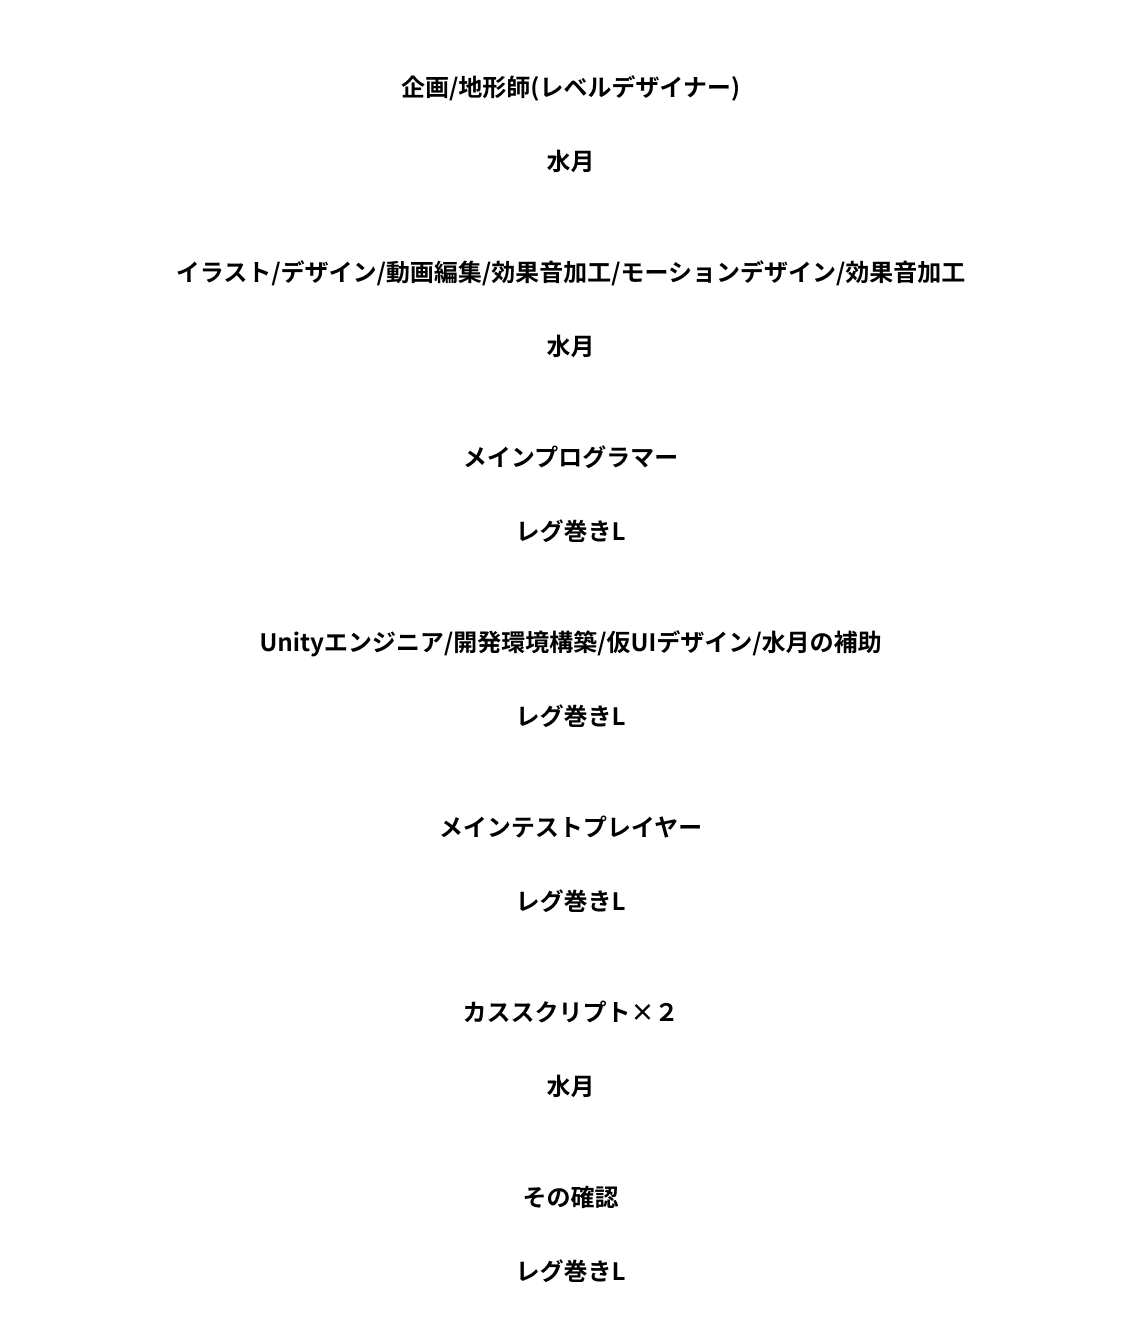 企画/地形師(レベルデザイナー)
水月
イラスト/デザイン/動画編集/効果音加工/モーションデザイン/効果音加工
水月
メインプログラマー
レグ巻きL
Unityエンジニア/開発環境構築/仮UIデザイン/水月の補助
レグ巻きL
メインテストプレイヤー
レグ巻きL
カススクリプト×２
水月
その確認
レグ巻きL